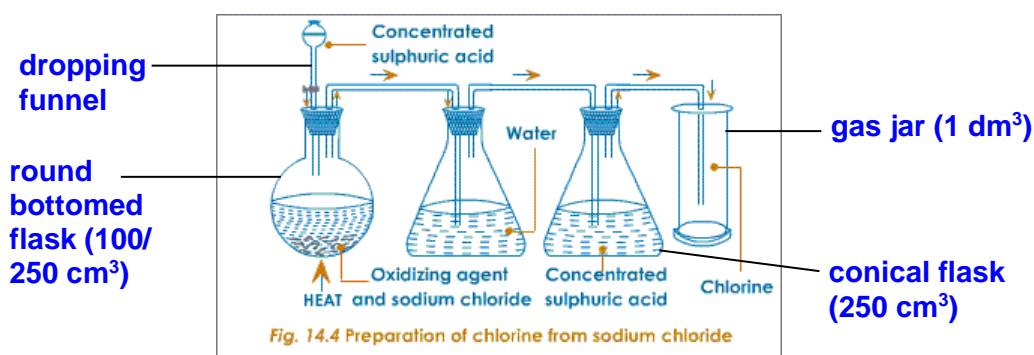 Concentrated
sulphuric acid
dropping
funnel
Water
gas jar (1 dm³)
round
bottomed
flask (100/
250 cm³)
Oxidizing agent
and sodium chloride
HEAT
Concentrated
sulphuric acid
Chlorine
conical flask
(250 cm³)
Fig. 14.4 Preparation of chlorine from sodium chloride